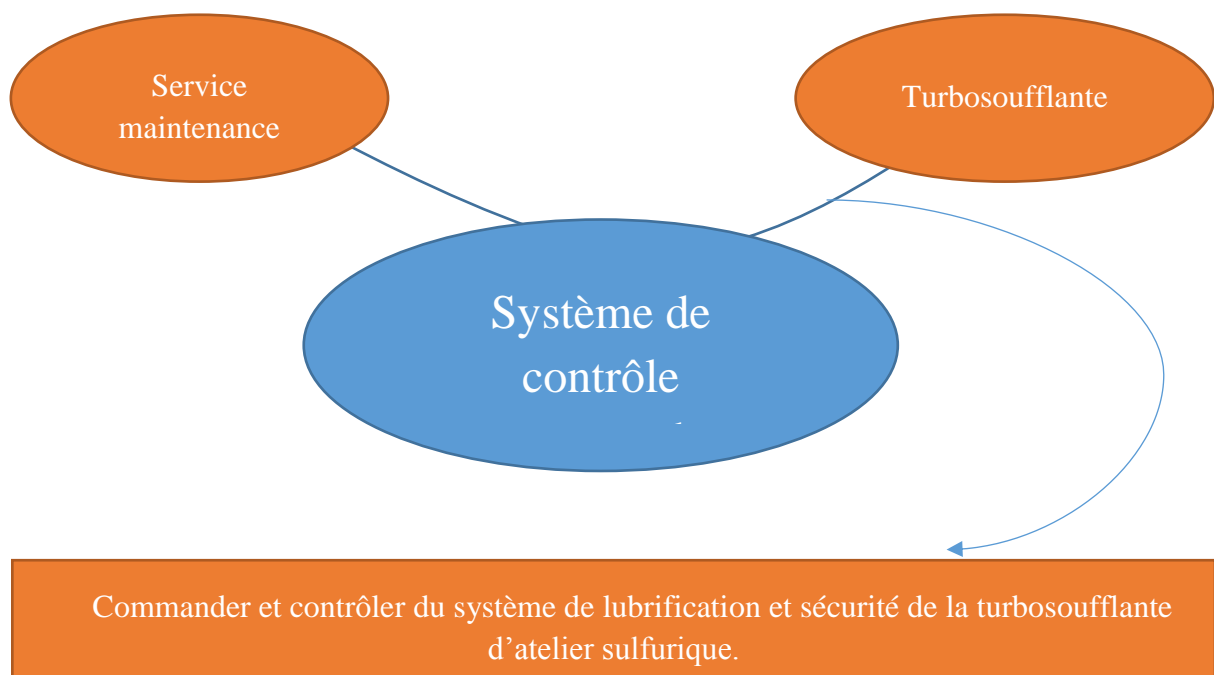 Service
maintenance
Turbosoufflante
Système de
contrôle
Commander et contrôler du système de lubrification et sécurité de la turbosoufflante
d’atelier sulfurique.